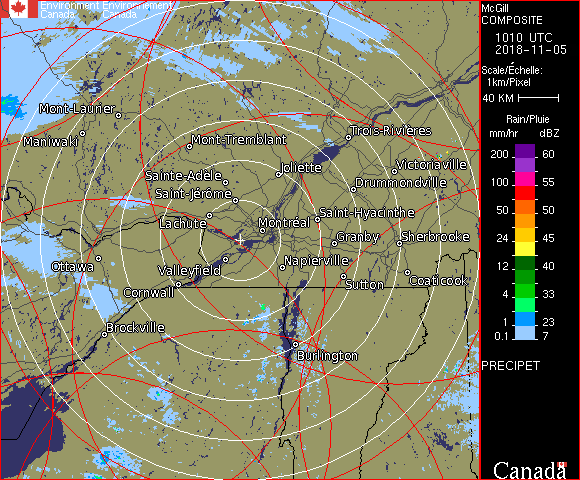 Environment Environnement
Canada Canada
McGill
COMPOSITE
1010 UTC
2018-11-05
Scale/Échelle:
1km/Pixel
40 KM
Rain/Pluie
mm/hr dBZ
200 60
100 55
50 50
24 45
12 40
4 33
1 23
0.1 7
PRECIPET
Canada
Mont-Laurier
Maniwaki
Mont-Tremblant
Trois-Rivières
Sainte-Adèle
Joliette
Victoriaville
Saint-Jérôme
Drummondville
Lachute
Montréal
Saint-Hyacinthe
Granby
Sherbrooke
Ottawa
Valleyfield
Napierville
Cornwall
Sutton
Coaticook
Brockville
Burlington